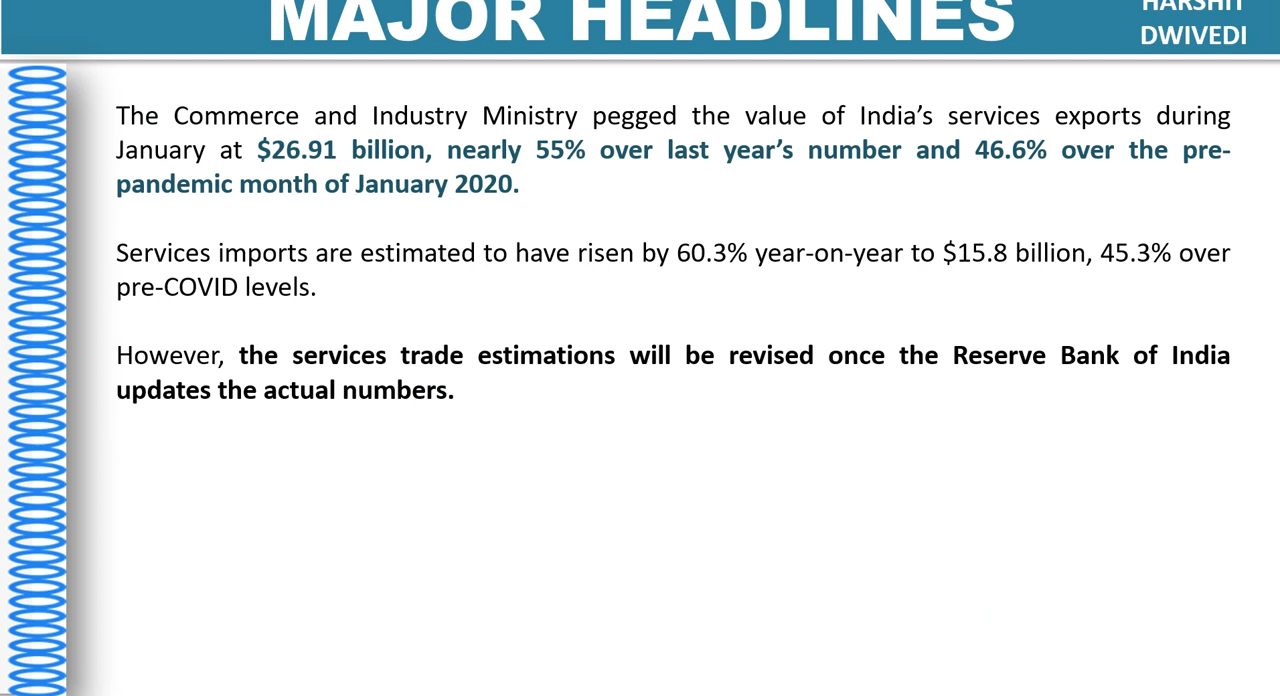 MAJOR HEADLINES
HARSHIT
DWIVEDI
The Commerce and Industry Ministry pegged the value of India’s services exports during
January at $26.91 billion, nearly 55% over last year’s number and 46.6% over the pre-
pandemic month of January 2020.
Services imports are estimated to have risen by 60.3% year-on-year to $15.8 billion, 45.3% over
pre-COVID levels.
However, the services trade estimations will be revised once the Reserve Bank of India
updates the actual numbers.